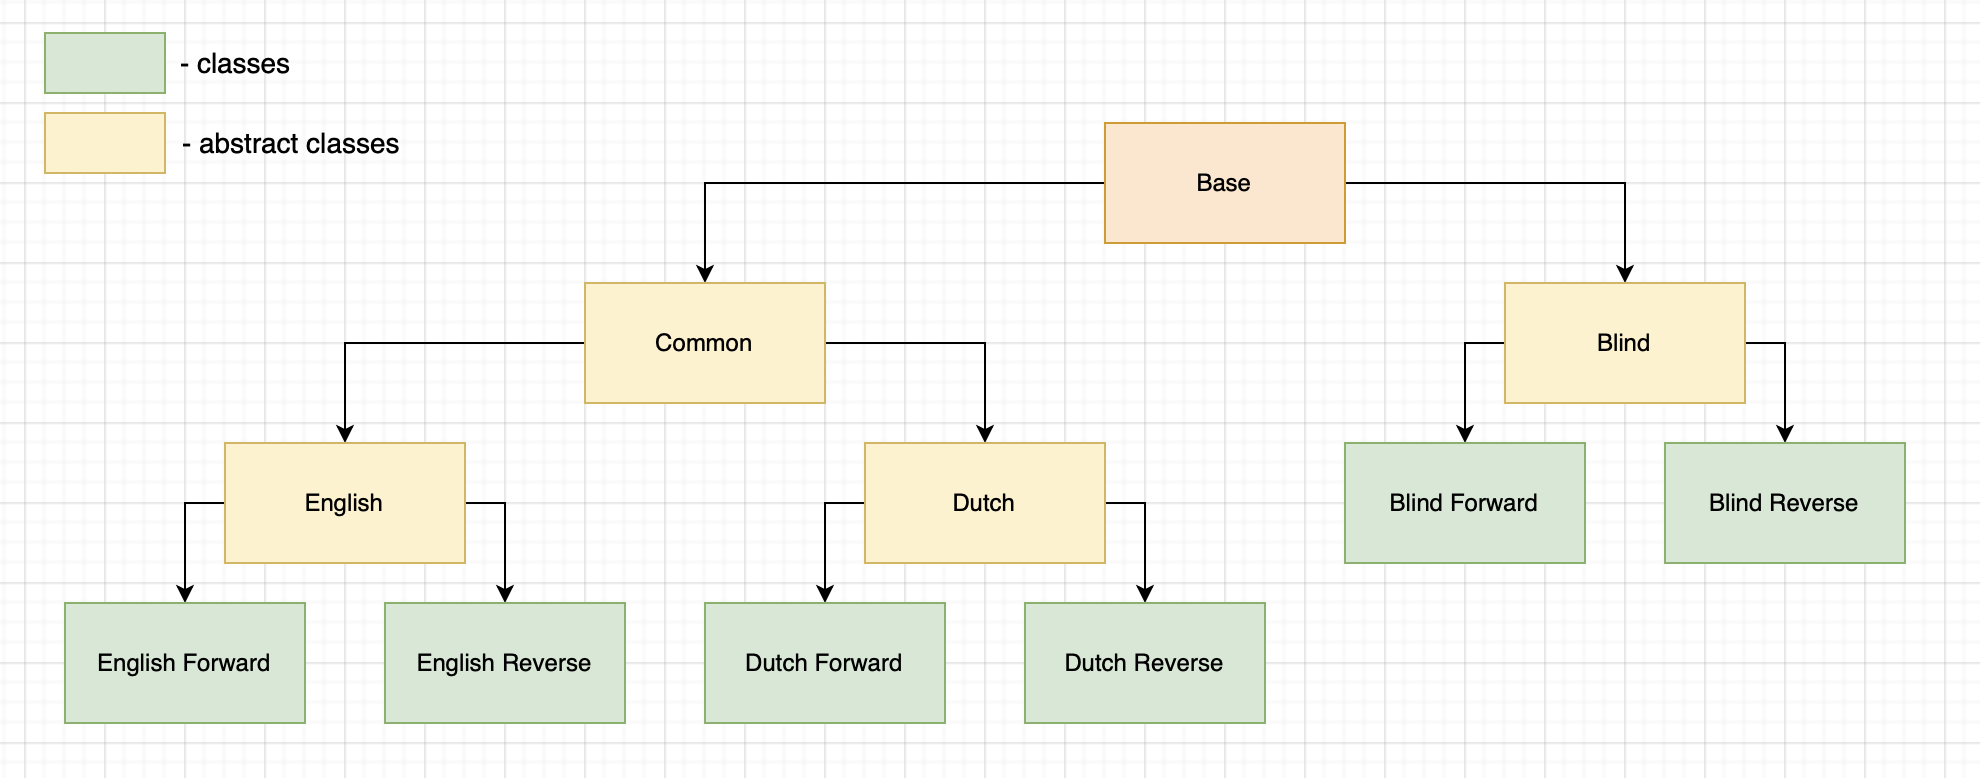 - classes
- abstract classes
Base
Common
Blind
English
Dutch
Blind Forward
Blind Reverse
English Forward
English Reverse
Dutch Forward
Dutch Reverse